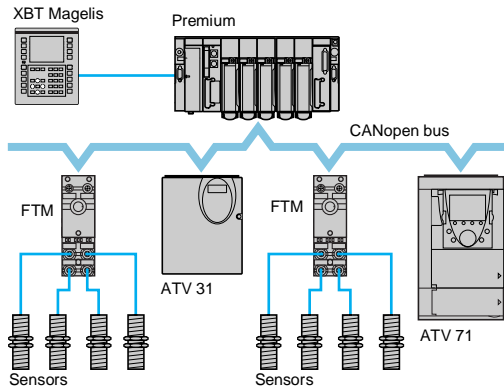 XBT Magelis
Premium
CANopen bus
FTM
FTM
ATV 31
ATV 71
Sensors
Sensors